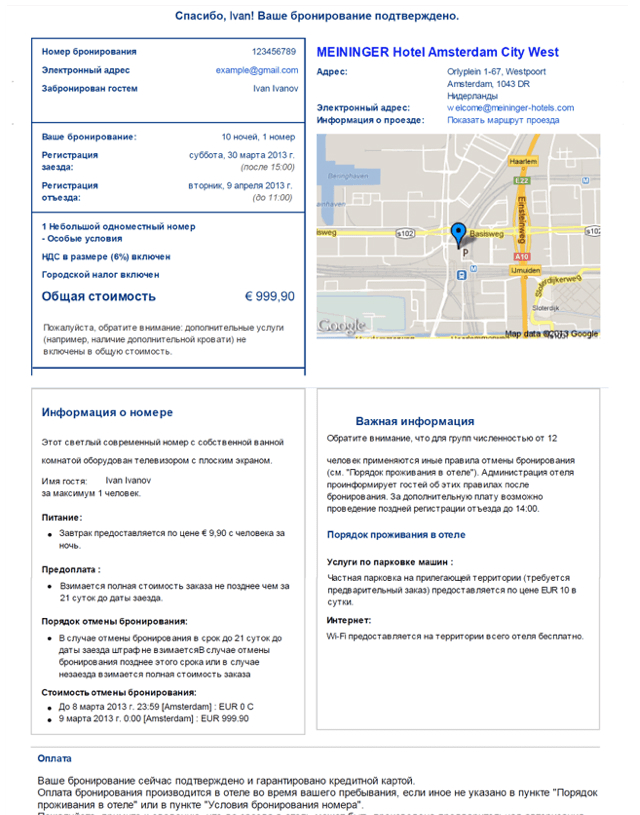 Спасибо, Ivan! Ваше бронирование подтверждено.
Номер бронирования 123456789
Электронный адрес example@gmail.com
Забронирован гостем Ivan Ivanov
Ваше бронирование: 10 ночей, 1 номер
Регистрация заезда: суббота, 30 марта 2013 г.
(после 15:00)
Регистрация отъезда: вторник, 9 апреля 2013 г.
(до 11:00)
1 Небольшой одноместный номер
- Особые условия
НДС в размере (6%) включен
Городской налог включен
Общая стоимость € 999,90
Пожалуйста, обратите внимание: дополнительные услуги
(например, наличие дополнительной кровати) не
включены в общую стоимость.
MEININGER Hotel Amsterdam City West
Адрес: Orlyplein 1-67, Westpoort
Amsterdam, 1043 DR
Нидерланды
Электронный адрес: welcome@meininger-hotels.com
Информация о проезде: Показать маршрут проезда
Haarlem
E22
Beringhaven
nhaven
isweg
s102
Basisweg
s102
Einsteinweg
P
A10
IJmuiden
Sloterdijkerweg
Sloterdijk
Google
Map data ©2013 Google
Информация о номере
Этот светлый современный номер с собственной ванной
комнатой оборудован телевизором с плоским экраном.
Имя гостя: Ivan Ivanov
за максимум 1 человек.
Питание:
Завтрак предоставляется по цене € 9,90 с человека за
ночь.
Предоплата :
Взимается полная стоимость заказа не позднее чем за
21 суток до даты заезда.
Порядок отмены бронирования:
В случае отмены бронирования в срок до 21 суток до
даты заезда штраф не взимаетсяВ случае отмены
бронирования позднее этого срока или в случае
незаезда взимается полная стоимость заказа
Стоимость отмены бронирования:
До 8 марта 2013 г. 23:59 [Amsterdam] : EUR 0 С
9 марта 2013 г. 0:00 [Amsterdam] : EUR 999.90
Важная информация
Обратите внимание, что для групп численностью от 12
человек применяются иные правила отмены бронирования
(см. "Порядок проживания в отеле"). Администрация отеля
проинформирует гостей об этих правилах после
бронирования. За дополнительную плату возможно
проведение поздней регистрации отъезда до 14:00.
Порядок проживания в отеле
Услуги по парковке машин :
Частная парковка на прилегающей территории (требуется
предварительный заказ) предоставляется по цене EUR 10 в
сутки.
Интернет:
Wi-Fi предоставляется на территории всего отеля бесплатно.
Оплата
Ваше бронирование сейчас подтверждено и гарантировано кредитной картой.
Оплата бронирования производится в отеле во время вашего пребывания, если иное не указано в пункте "Порядок
проживания в отеле" или в пункте "Условия бронирования номера".